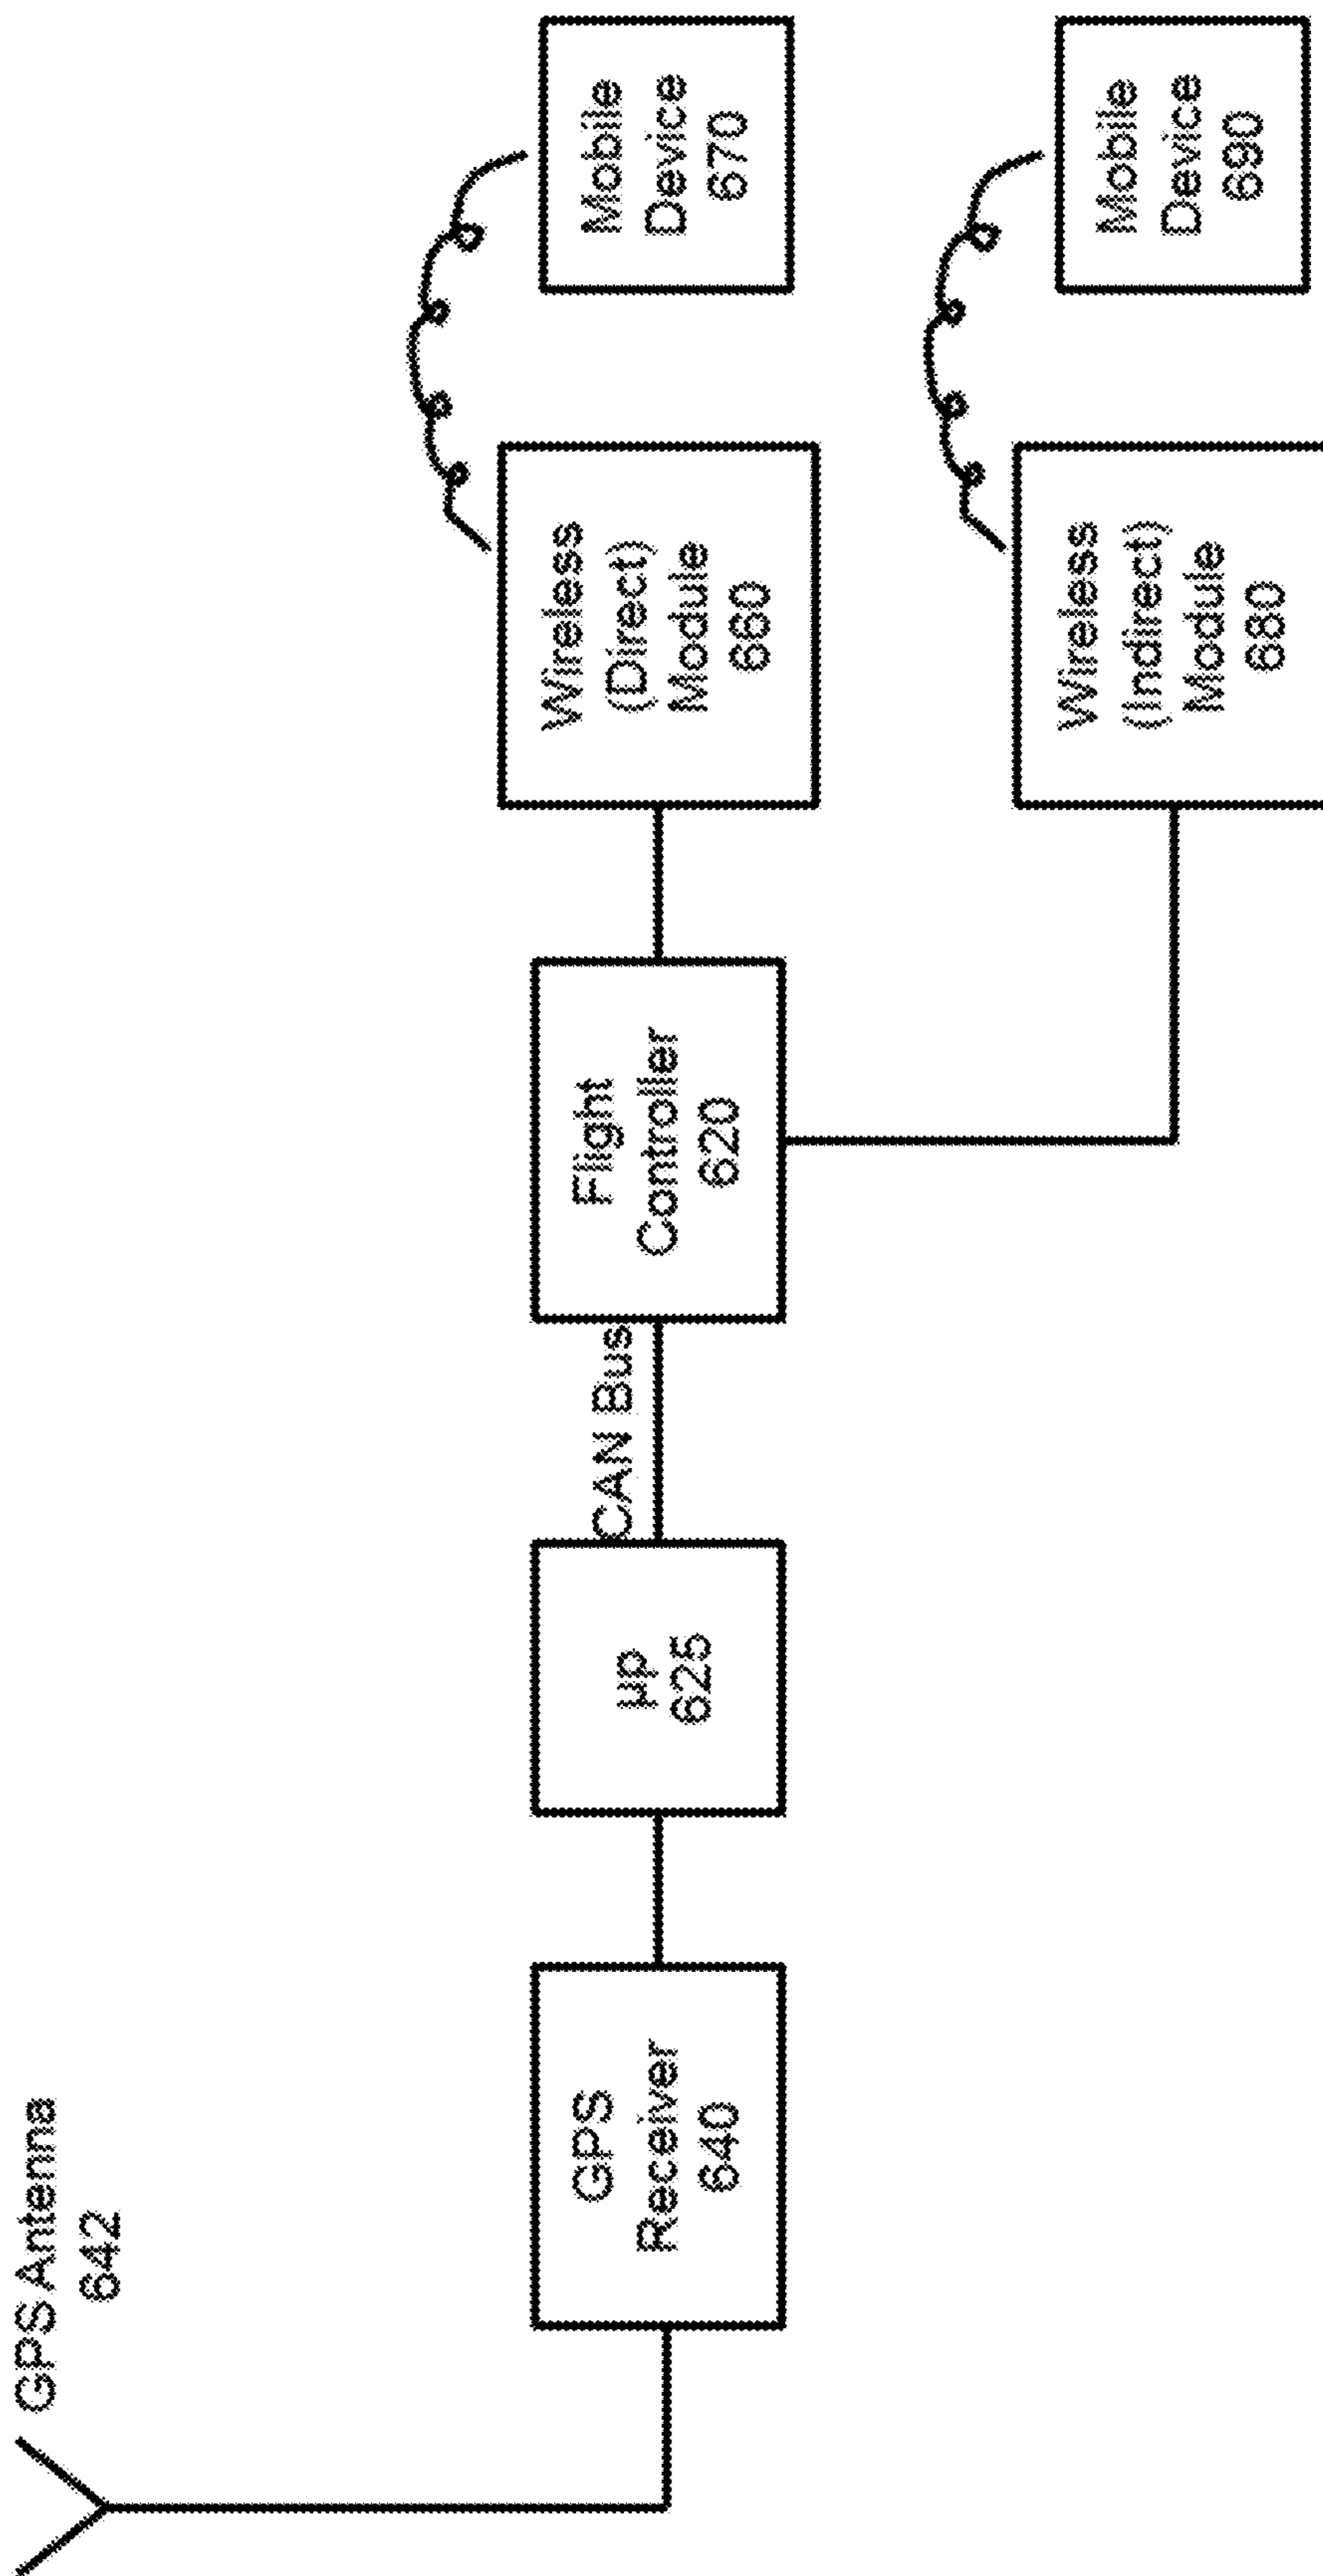 GPS Antenna
642
GPS
Receiver
640
µp
625
CAN Bus
Flight
Controller
620
Wireless
(Direct)
Module
660
Mobile
Device
670
Wireless
(Indirect)
Module
680
Mobile
Device
690